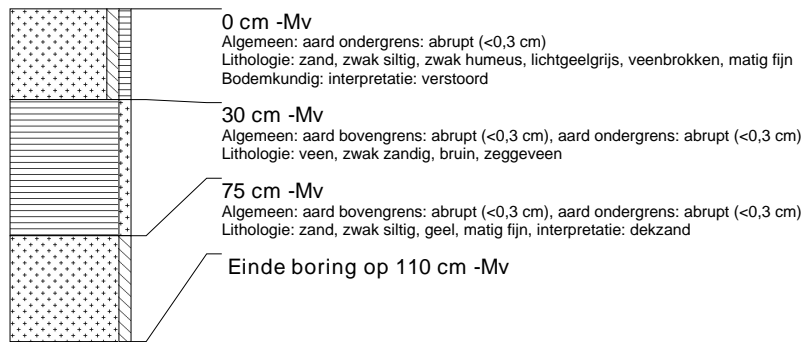 0 cm -Mv
Algemeen: aard ondergrens: abrupt (<0,3 cm)
Lithologie: zand, zwak siltig, zwak humeus, lichtgeelgrijs, veenbrokken, matig fijn
Bodemkundig: interpretatie: verstoord
30 cm -Mv
Algemeen: aard bovengrens: abrupt (<0,3 cm), aard ondergrens: abrupt (<0,3 cm)
Lithologie: veen, zwak zandig, bruin, zeggeveen
75 cm -Mv
Algemeen: aard bovengrens: abrupt (<0,3 cm), aard ondergrens: abrupt (<0,3 cm)
Lithologie: zand, zwak siltig, geel, matig fijn, interpretatie: dekzand
Einde boring op 110 cm -Mv